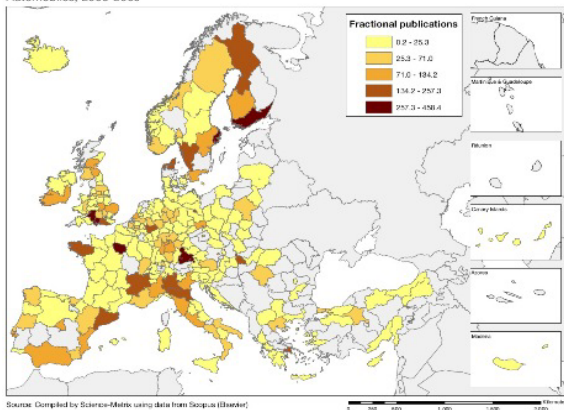 Fractional publications
0.2 - 25.3
25.3 - 71.0
71.0 - 134.2
134.2 - 257.3
257.3 - 458.4
French Guiana
Martinique & Guadeloupe
Réunion
Canary Islands
Azores
Madeira
Source: Compiled by Science-Metrix using data from Scopus (Elsevier)
Kilometers